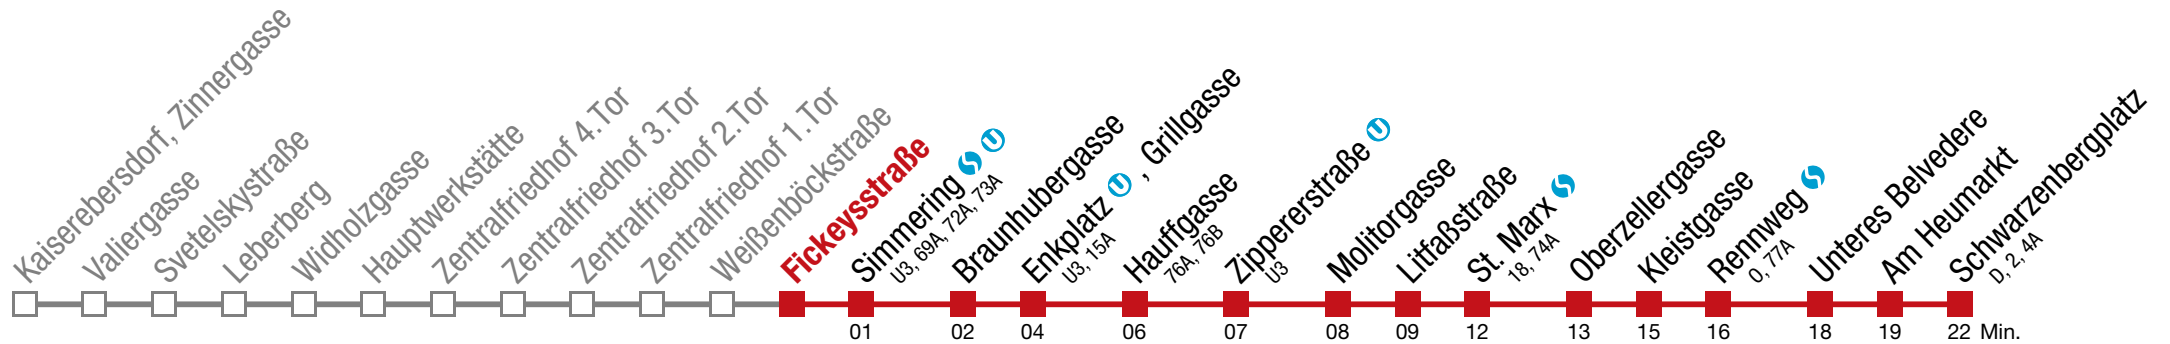 Kaiserebersdorf, Zinnergasse
Valiergasse
Svetelskystraße
Leberberg
Widholzgasse
Hauptwerkstätte
Zentralfriedhof 4.Tor
Zentralfriedhof 3.Tor
Zentralfriedhof 2.Tor
Zentralfriedhof 1.Tor
Weißenböckstraße
Fickeysstraße
Simmering S U
U3, 69A, 72A, 73A
Braunhubergasse
Enkplatz U , Grillgasse
U3, 15A
Hauffgasse
76A, 76B
Zippererstraße U
U3
Molitorgasse
Litfaßstraße
St. Marx S
18, 74A
Oberzellergasse
Kleistgasse
Rennweg S
O, 77A
Unteres Belvedere
Am Heumarkt
Schwarzenbergplatz
D, 2, 4A
01 02 04 06 07 08 09 12 13 15 16 18 19 22 Min.